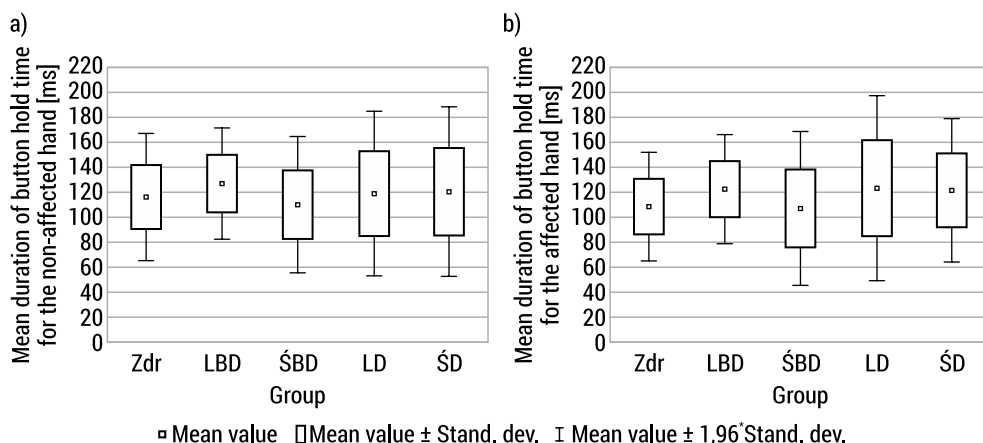 a)
Mean duration of button hold time
for the non-affected hand [ms]
220
200
180
160
140
120
100
80
60
40
20
0
Zdr LBD ŚBD LD ŚD
Group
b)
Mean duration of button hold time
for the affected hand [ms]
220
200
180
160
140
120
100
80
60
40
20
0
Zdr LBD ŚBD LD ŚD
Group
Mean value Mean value ± Stand. dev. Mean value ± 1,96*Stand. dev.